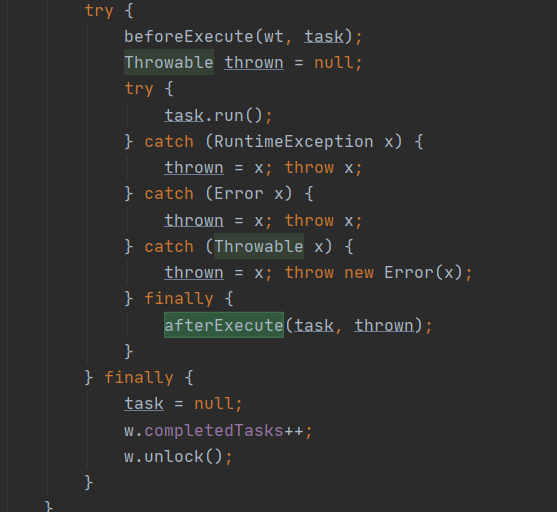 try {
beforeExecute(wt, task);
Throwable thrown = null;
try {
task.run();
} catch (RuntimeException x) {
thrown = x; throw x;
} catch (Error x) {
thrown = x; throw x;
} catch (Throwable x) {
thrown = x; throw new Error(x);
} finally {
afterExecute(task, thrown);
}
} finally {
task = null;
w.completedTasks++;
w.unlock();
}
}